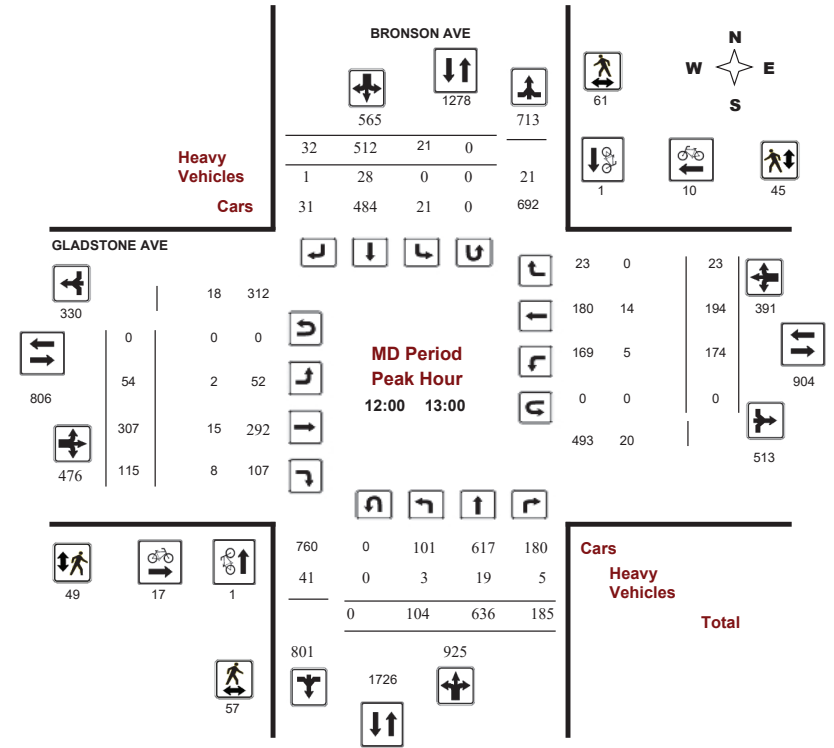 BRONSON AVE
N
W E
S
1278
61
565 713
32 512 21 0
Heavy
Vehicles
1 28 0 0 21
Cars
31 484 21 0 692
1 10 45
GLADSTONE AVE
330
18 312
0 0 0
54 2 52
806
307 15 292
476
115 8 107
MD Period
Peak Hour
12:00 13:00
23 0 23
180 14 194
391
169 5 174
904
0 0 0
493 20
513
760 0 101 617 180
Cars
41 0 3 19 5
Heavy
Vehicles
0 104 636 185
Total
49 17 1
801 925
1726
57